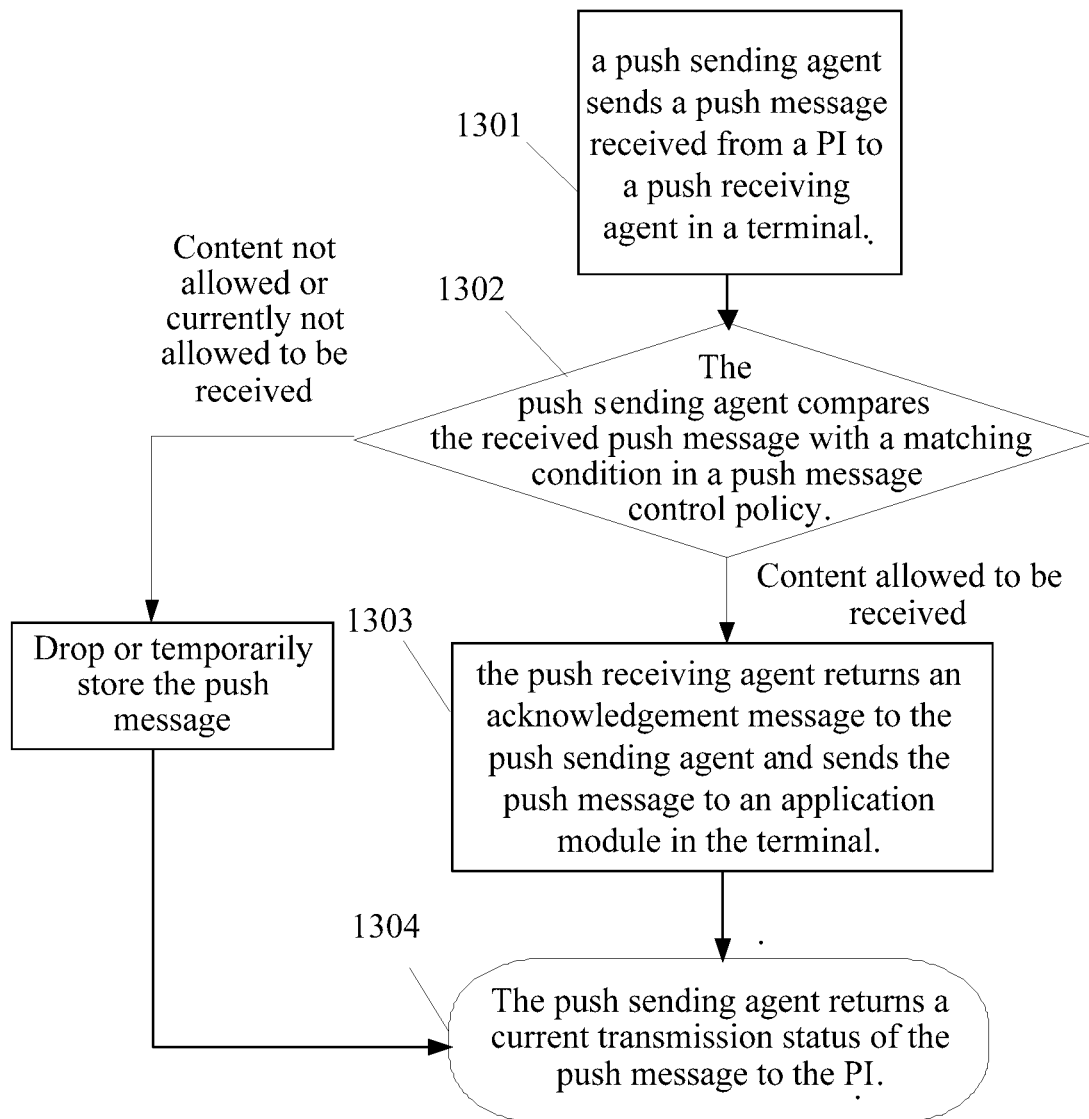 a push sending agent
sends a push message
received from a PI to
a push receiving
agent in a terminal.
1301
Content not
allowed or
currently not
allowed to be
received
1302
The
push sending agent compares
the received push message with a matching
condition in a push message
control policy.
Content allowed to be
received
1303
Drop or temporarily
store the push
message
the push receiving agent returns an
acknowledgement message to the
push sending agent and sends the
push message to an application
module in the terminal.
1304
The push sending agent returns a
current transmission status of the
push message to the PI.